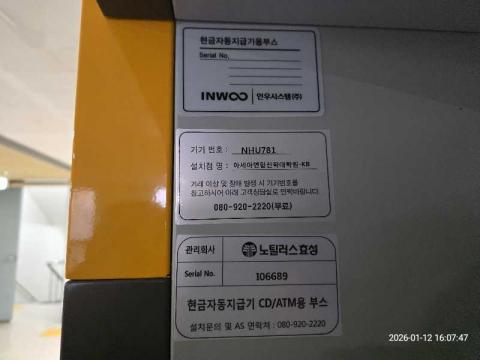 현금자동지급기용부스
Serial No.
INWOO 인우시스템(주)
기기 번호 : NHU781
설치점 명 : 아세아연합신학대학원-KB
거래 이상 및 장애 발생 시 기기번호를
참고하시어 아래 고객상담실로 연락바랍니다.
080-920-2220(무료)
관리회사 노틸러스효성
Serial No. 106689
현금자동지급기 CD/ATM용 부스
설치문의 및 AS 연락처 : 080-920-2220
2026-01-12 16:07:47